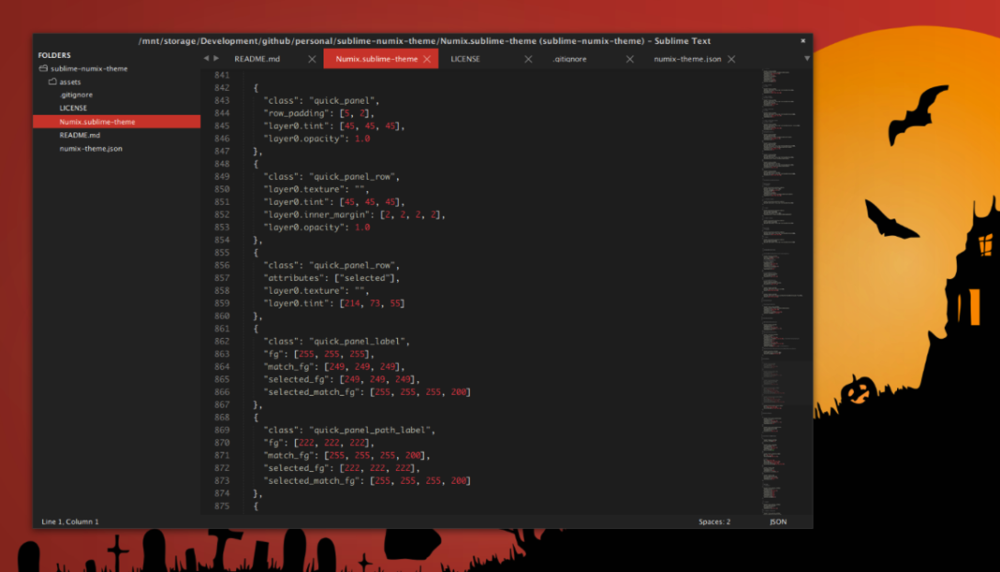 /mnt/storage/Development/github/personal/sublime-numix-theme/Numix.sublime-theme (sublime-numix-theme) - Sublime Text
FOLDERS
sublime-numix-theme
assets
.gitignore
LICENSE
Numix.sublime-theme
README.md
numix-theme.json
README.md
Numix.sublime-theme
LICENSE
.gitignore
numix-theme.json
841
842 {
843 "class": "quick_panel",
844 "row_padding": [5, 2],
845 "layer0.tint": [45, 45, 45],
846 "layer0.opacity": 1.0
847 },
848 {
849 "class": "quick_panel_row",
850 "layer0.texture": "",
851 "layer0.tint": [45, 45, 45],
852 "layer0.inner_margin": [2, 2, 2, 2],
853 "layer0.opacity": 1.0
854 },
855 {
856 "class": "quick_panel_row",
857 "attributes": ["selected"],
858 "layer0.texture": "",
859 "layer0.tint": [214, 73, 55]
860 },
861 {
862 "class": "quick_panel_label",
863 "fg": [255, 255, 255],
864 "match_fg": [249, 249, 249],
865 "selected_fg": [249, 249, 249],
866 "selected_match_fg": [255, 255, 255, 200]
867 },
868 {
869 "class": "quick_panel_path_label",
870 "fg": [222, 222, 222],
871 "match_fg": [255, 255, 255, 200],
872 "selected_fg": [222, 222, 222],
873 "selected_match_fg": [255, 255, 255, 200]
874 },
875 {
Line 1, Column 1
Spaces: 2
JSON